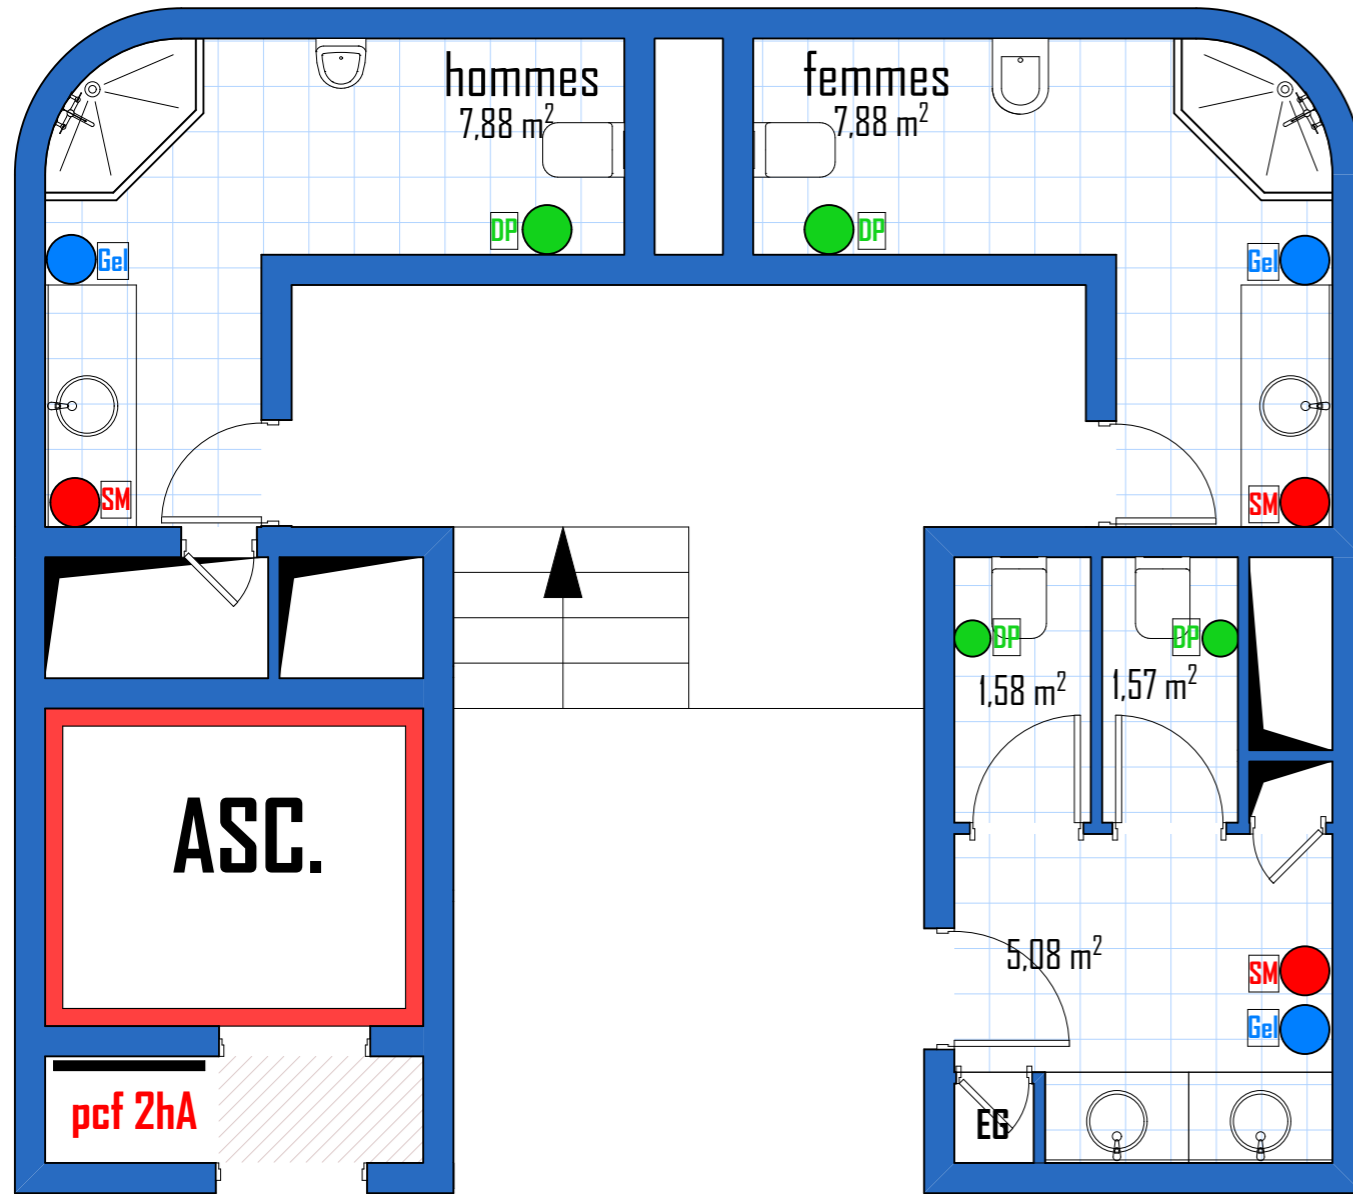 hommes
7,88 m²
femmes
7,88 m²
DP
DP
Gel
Gel
SM
SM
DP
DP
1,58 m²
1,57 m²
ASC.
5,08 m²
SM
Gel
pcf 2hA
EG